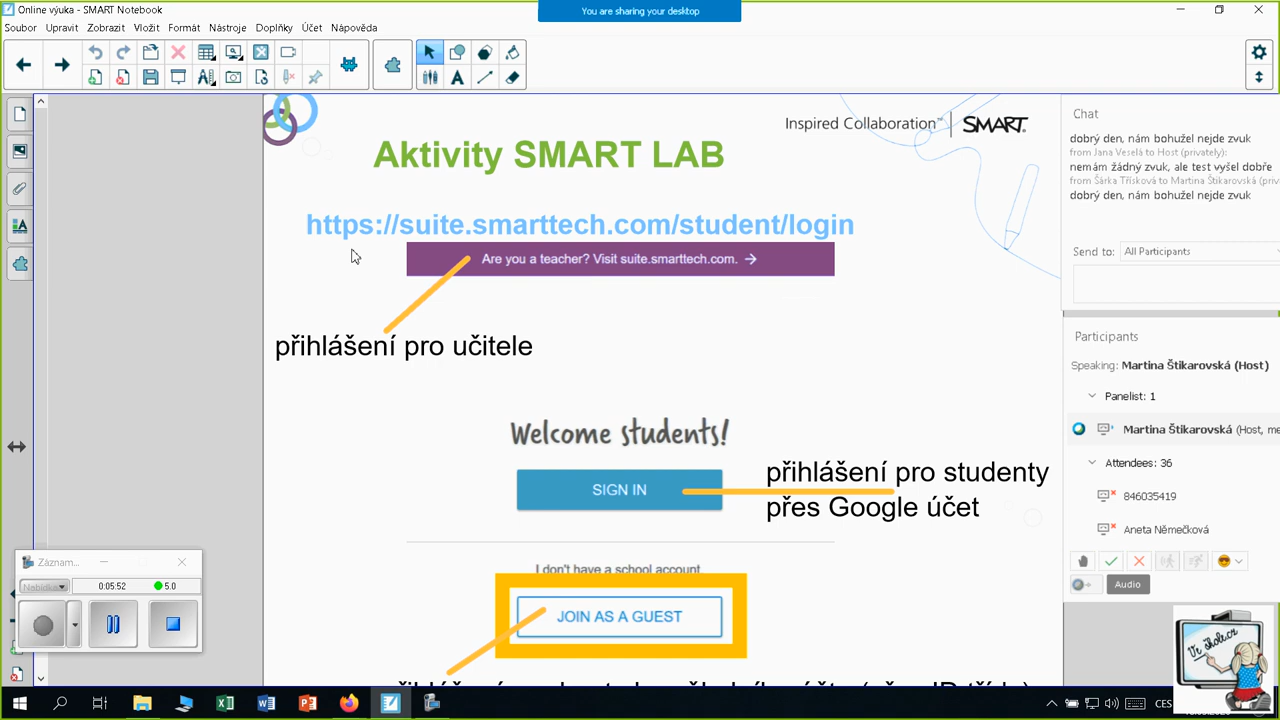 Online výuka - SMART Notebook
You are sharing your desktop
Soubor Upravit Zobrazit Vložit Formát Nástroje Doplňky Účet Nápověda
Inspired Collaboration™ SMART
Aktivity SMART LAB
https://suite.smarttech.com/student/login
Are you a teacher? Visit suite.smarttech.com.
přihlášení pro učitele
Welcome students!
SIGN IN
přihlášení pro studenty
přes Google účet
I don't have a school account
JOIN AS A GUEST
Chat
dobrý den, nám bohužel nejde zvuk
from Jana Veselá to Host (privately):
nemám žádný zvuk, ale test vyšel dobře
from Šárka Třísková to Martina Štikarovská (priv
dobrý den, nám bohužel nejde zvuk
Send to: All Participants
Participants
Speaking: Martina Štikarovská (Host)
Panelist: 1
Martina Štikarovská (Host, me
Attendees: 36
846035419
Aneta Němečková
Audio
Záznam...
Nabídka
0:05:52
5.0
Ve škole.cz
CES